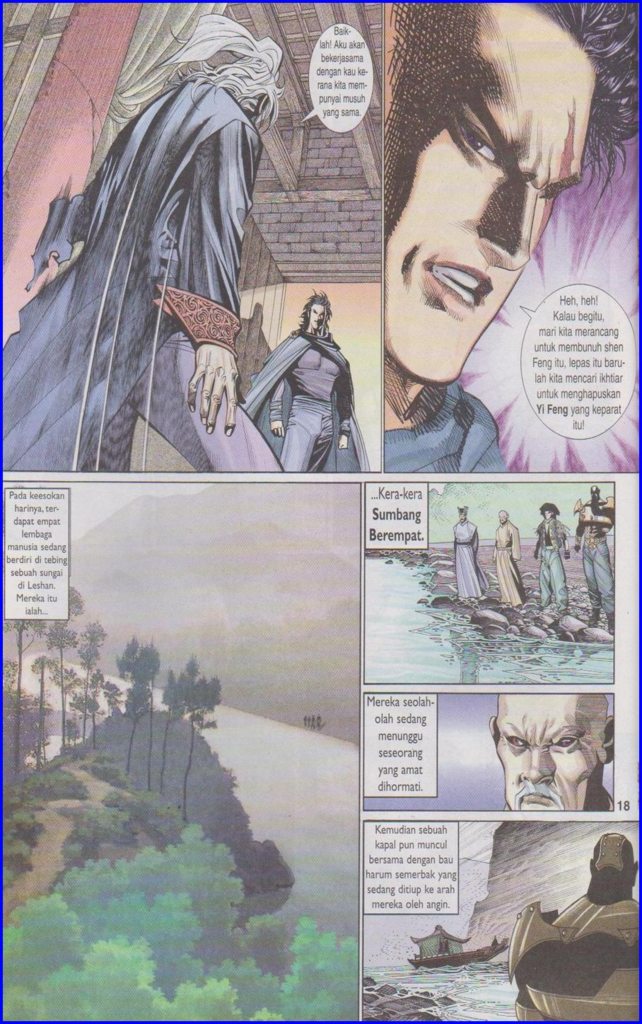 Baik-
lah! Aku akan
bekerjasama
dengan kau ke-
rana kita mem-
punyai musuh
yang sama.
Heh, heh!
Kalau begitu,
mari kita merancang
untuk membunuh shen
Feng itu, lepas itu baru-
lah kita mencari ikhtiar
untuk menghapuskan
Yi Feng yang keparat
itu!
Pada keesokan
harinya, ter-
dapat empat
lembaga
manusia sedang
berdiri di tebing
sebuah sungai
di Leshan.
Mereka itu
ialah...
...Kera-kera
Sumbang
Berempat.
Mereka seolah-
olah sedang
menunggu
seseorang
yang amat
dihormati.
18
Kemudian sebuah
kapal pun muncul
bersama dengan bau
harum semerbak yang
sedang ditiup ke arah
mereka oleh angin.